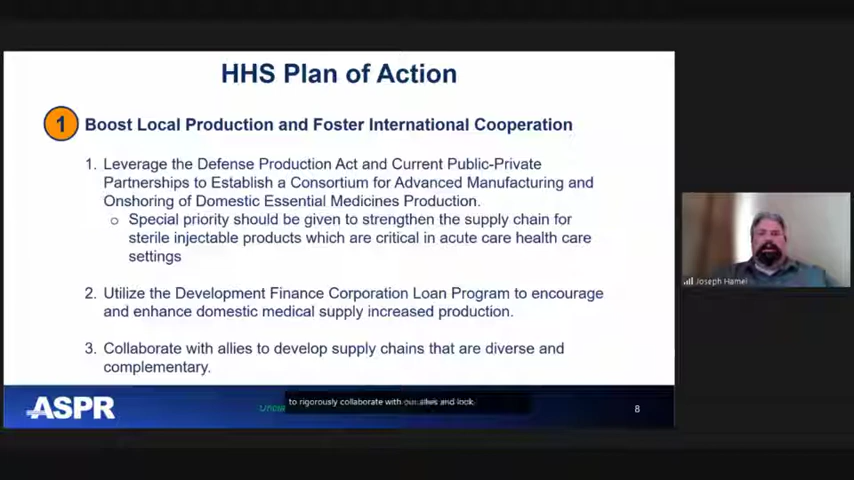 HHS Plan of Action
1 Boost Local Production and Foster International Cooperation
1. Leverage the Defense Production Act and Current Public-Private
Partnerships to Establish a Consortium for Advanced Manufacturing and
Onshoring of Domestic Essential Medicines Production.
o Special priority should be given to strengthen the supply chain for
sterile injectable products which are critical in acute care health care
settings
2. Utilize the Development Finance Corporation Loan Program to encourage
and enhance domestic medical supply increased production.
3. Collaborate with allies to develop supply chains that are diverse and
complementary.
Joseph Hamel
ASPR
to rigorously collaborate with our allies and look
8